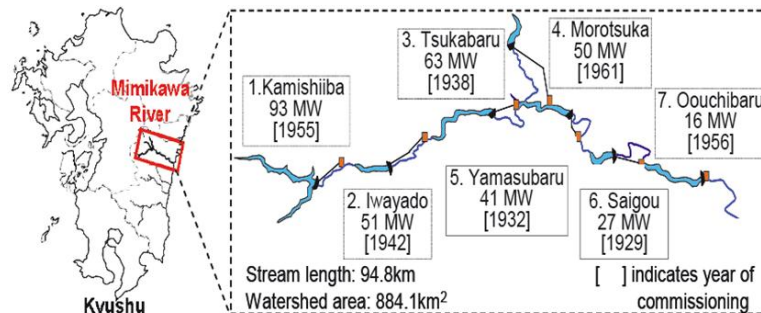 Mimikawa
River
Kyushu
1.Kamishiiba
93 MW
[1955]
2. Iwayado
51 MW
[1942]
3. Tsukabaru
63 MW
[1938]
4. Morotsuka
50 MW
[1961]
5. Yamasubaru
41 MW
[1932]
6. Saigou
27 MW
[1929]
7. Oouchibaru
16 MW
[1956]
Stream length: 94.8km
Watershed area: 884.1km²
[ ] indicates year of
commissioning